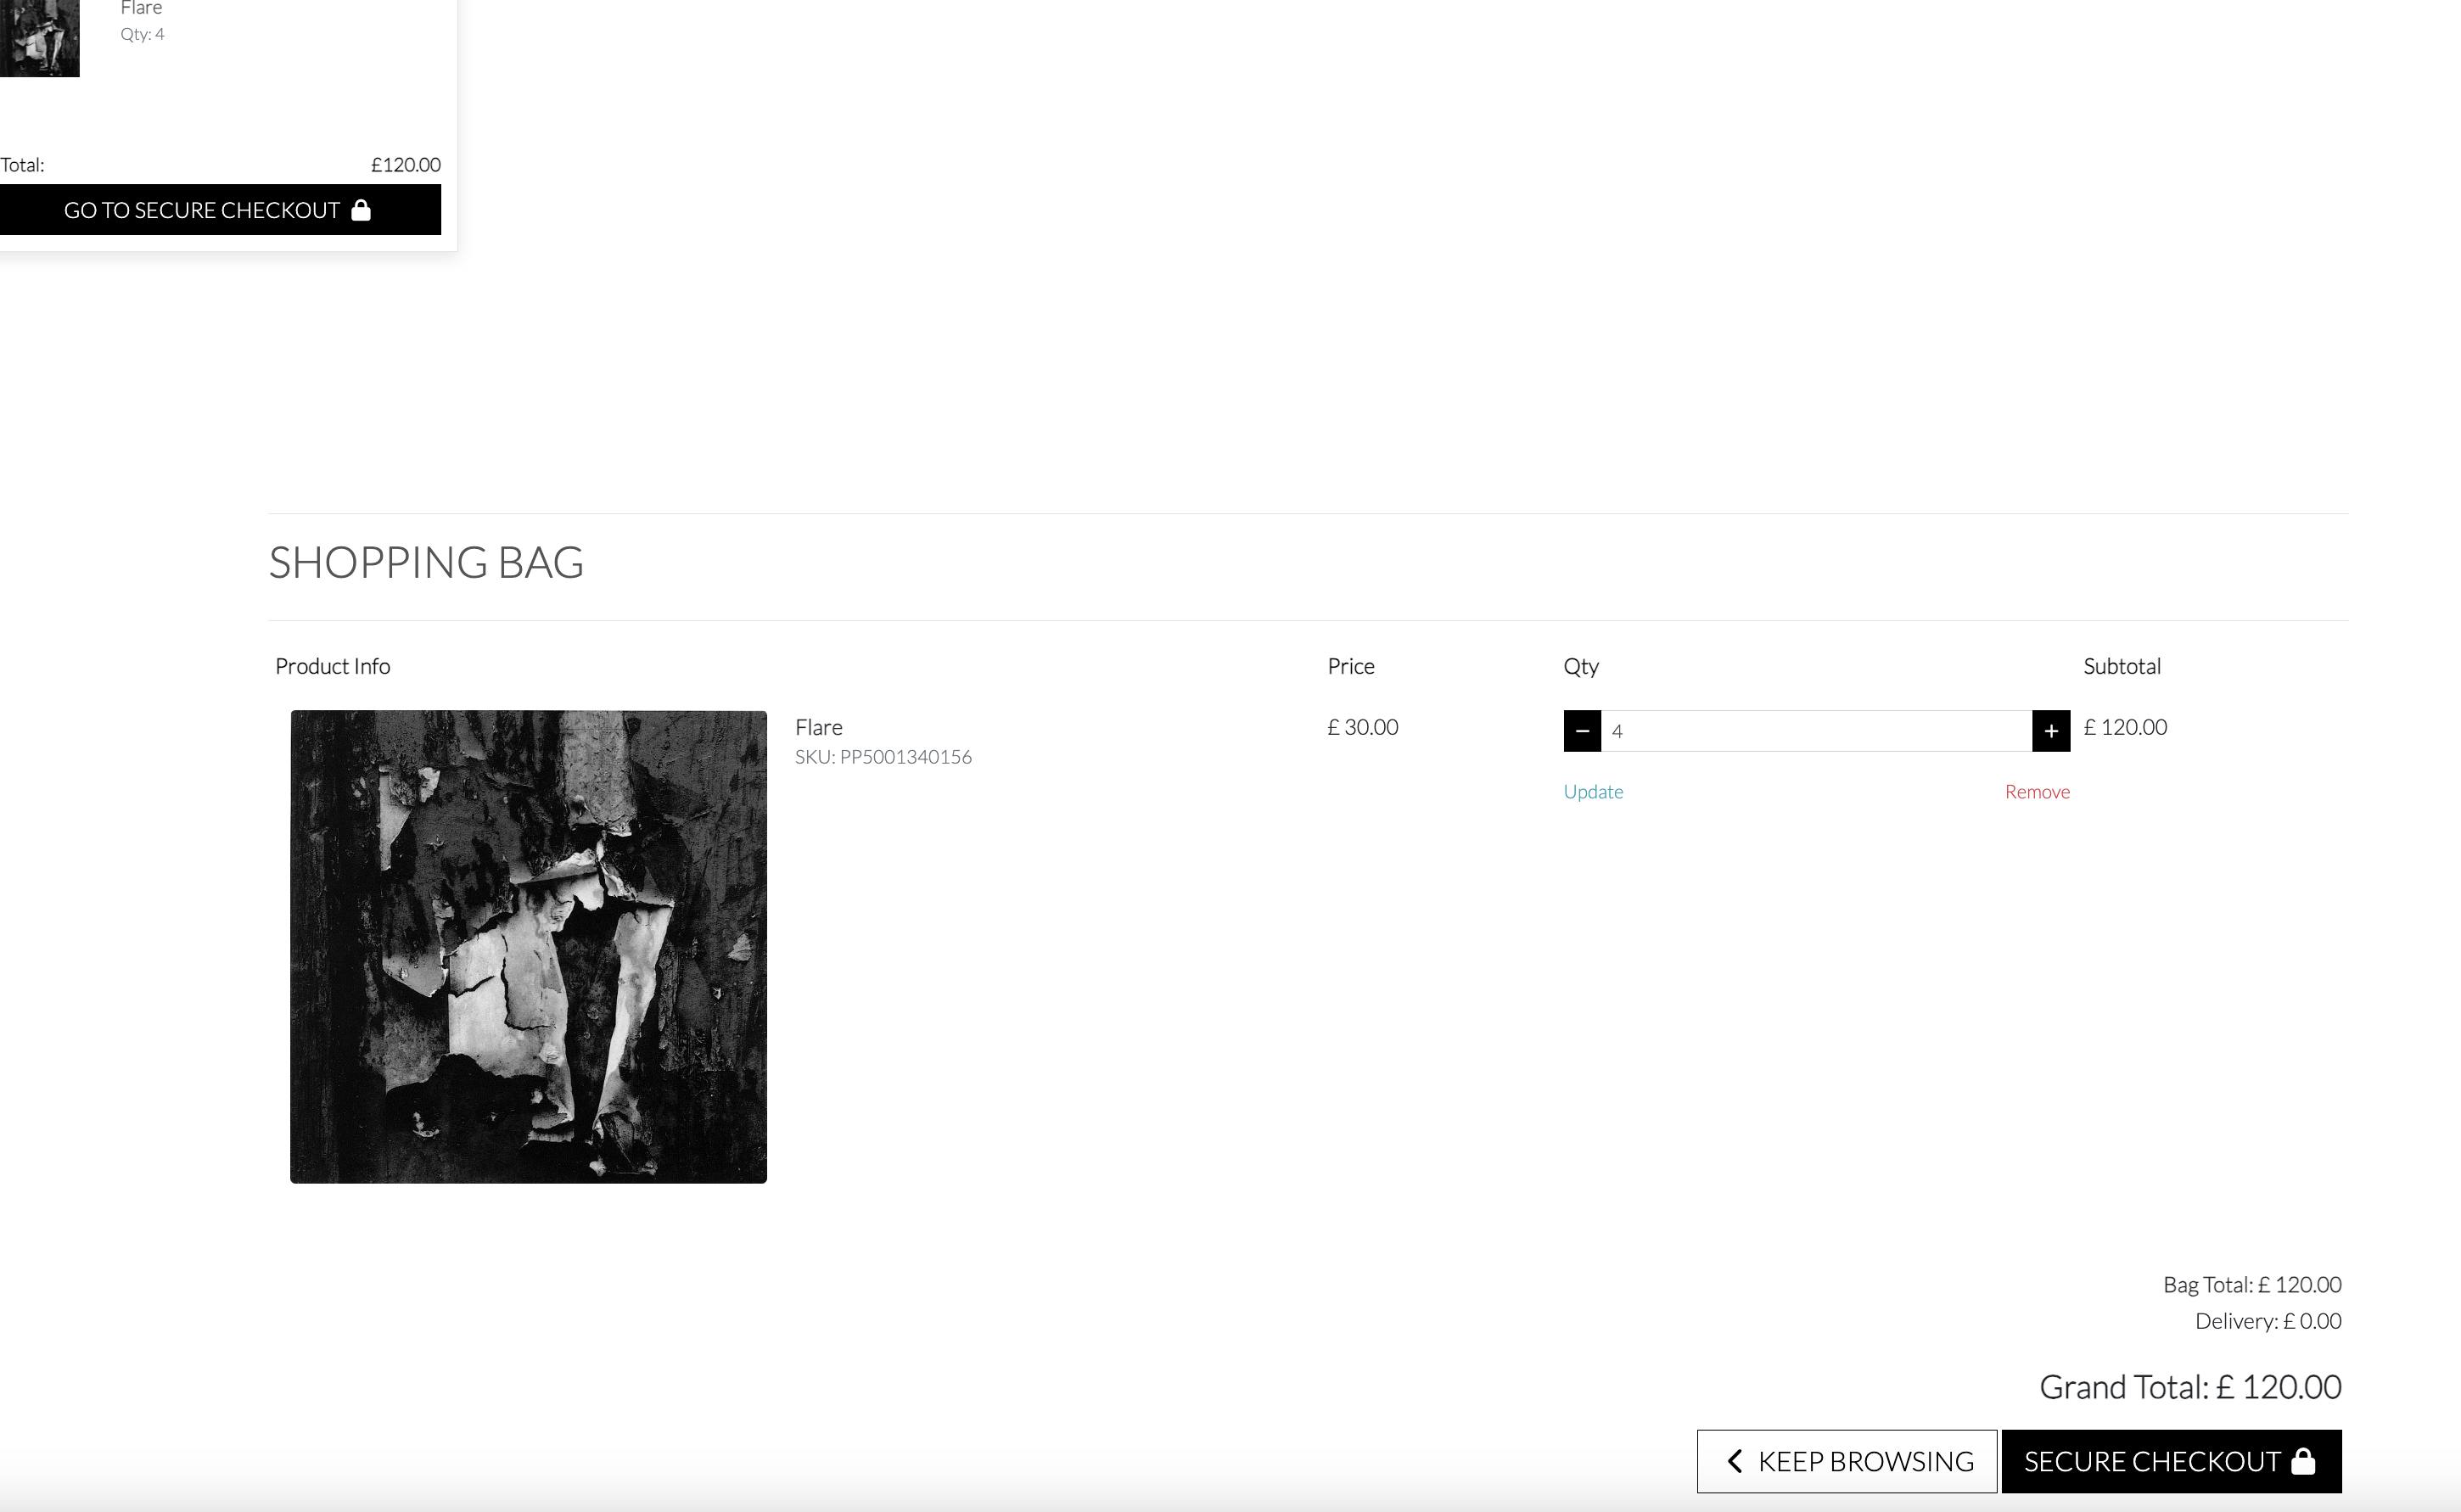 Flare
Qty: 4
Total: £120.00
GO TO SECURE CHECKOUT
SHOPPING BAG
Product Info Price Qty Subtotal
Flare £ 30.00 4 £ 120.00
SKU: PP5001340156
Update Remove
Bag Total: £ 120.00
Delivery: £ 0.00
Grand Total: £ 120.00
KEEP BROWSING SECURE CHECKOUT